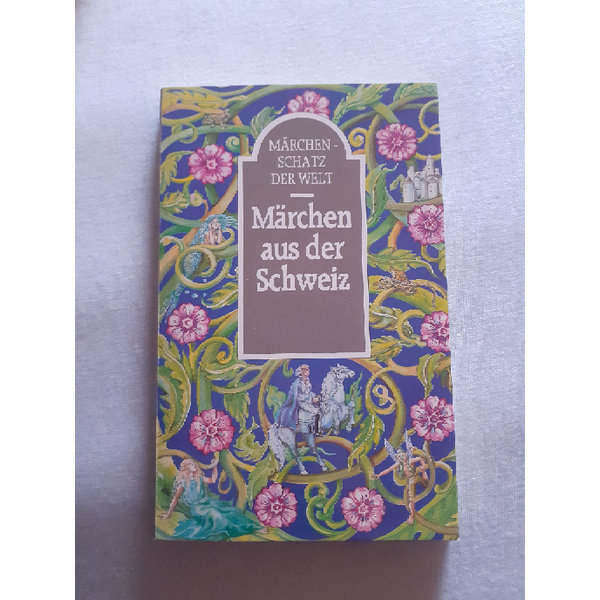 MÄRCHEN-
SCHATZ
DER WELT
Märchen
aus der
Schweiz